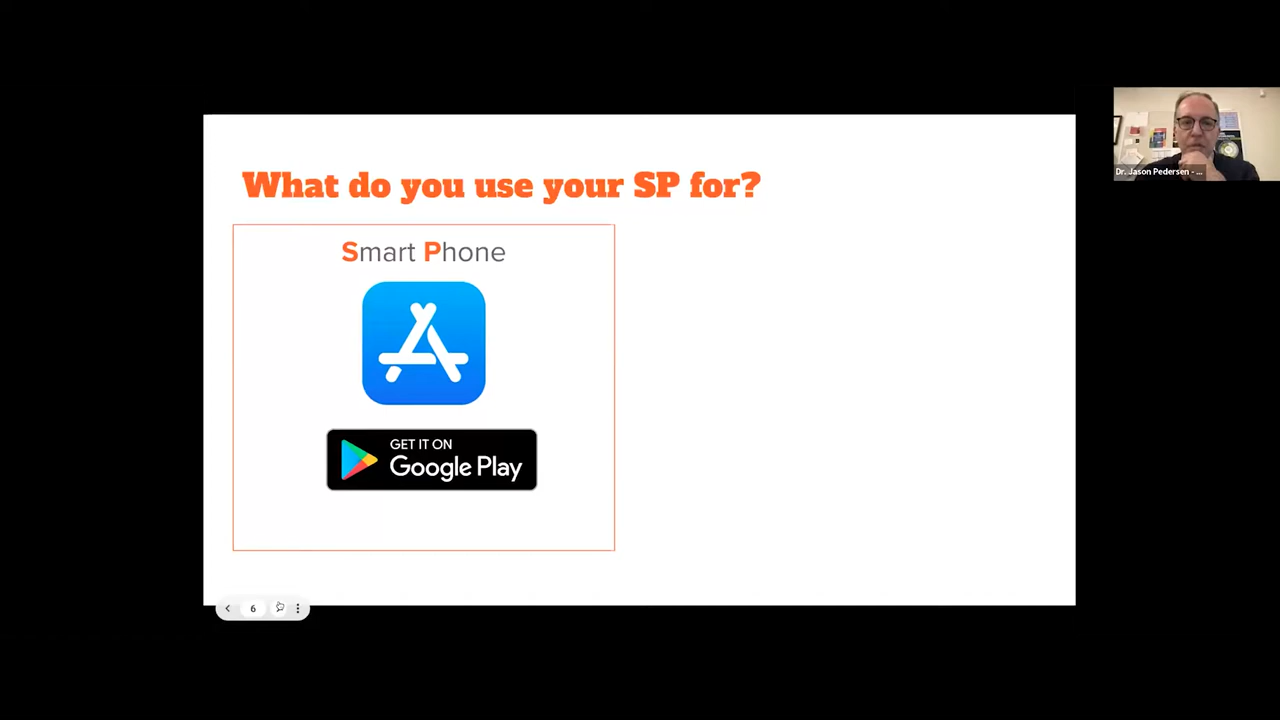 What do you use your SP for?
Smart Phone
GET IT ON
Google Play
6
Dr. Jason Pedersen - ...